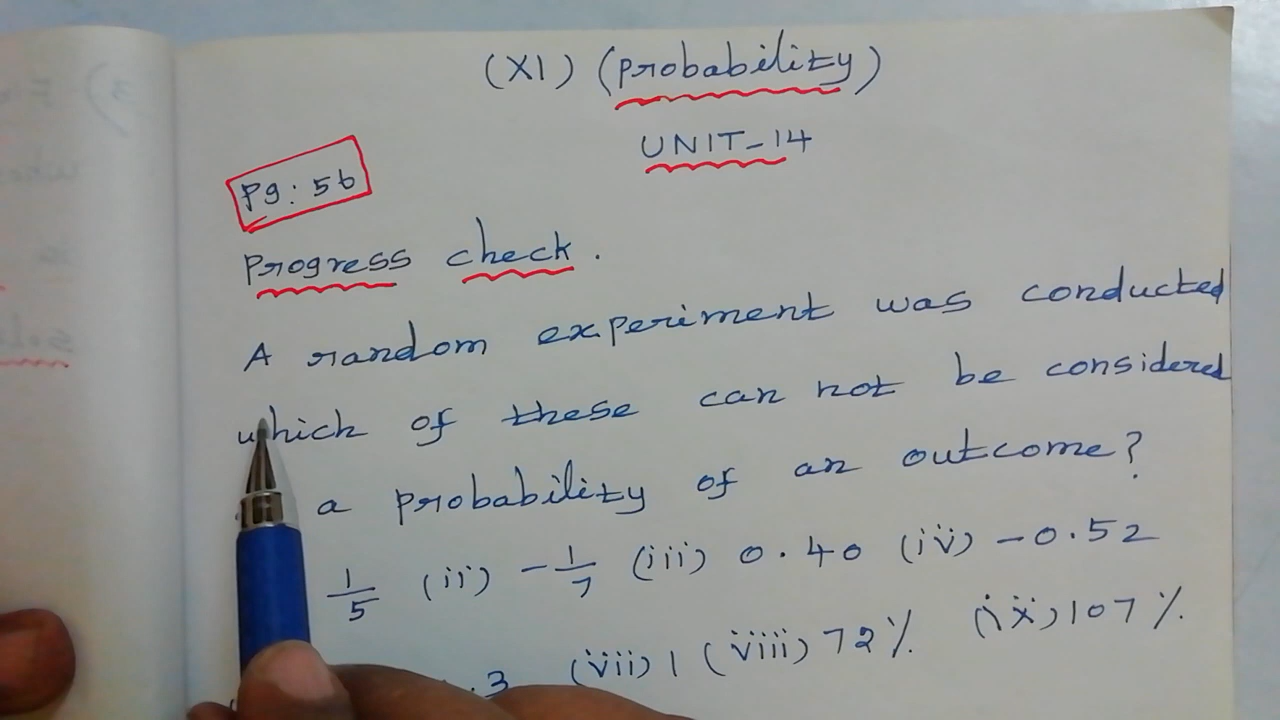 (XI) (Probability)
UNIT-14
Pg: 56
Progress check.
A random experiment was conducted
which of these can not be considered
a probability of an outcome?
1/5 (ii) -1/7 (iii) 0.40 (iv) -0.52
.3 (vii) 1 (viii) 72% (ix) 107%.